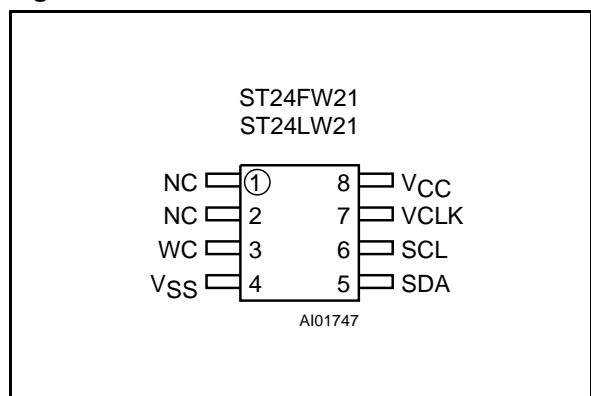 ST24FW21
ST24LW21
NC 1 8 VCC
NC 2 7 VCLK
WC 3 6 SCL
VSS 4 5 SDA
AI01747